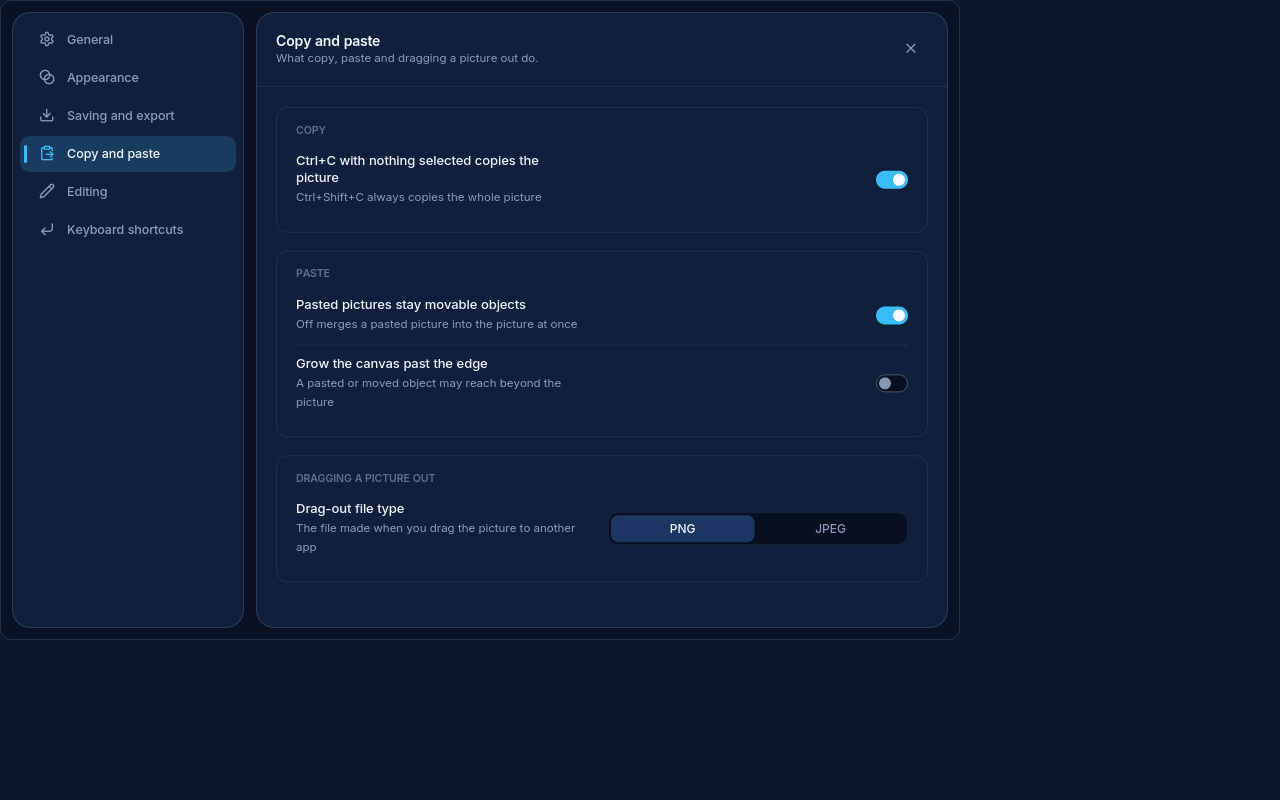 General
Appearance
Saving and export
Copy and paste
Editing
Keyboard shortcuts
Copy and paste
What copy, paste and dragging a picture out do.
COPY
Ctrl+C with nothing selected copies the
picture
Ctrl+Shift+C always copies the whole picture
PASTE
Pasted pictures stay movable objects
Off merges a pasted picture into the picture at once
Grow the canvas past the edge
A pasted or moved object may reach beyond the
picture
DRAGGING A PICTURE OUT
Drag-out file type
The file made when you drag the picture to another
app
PNG
JPEG